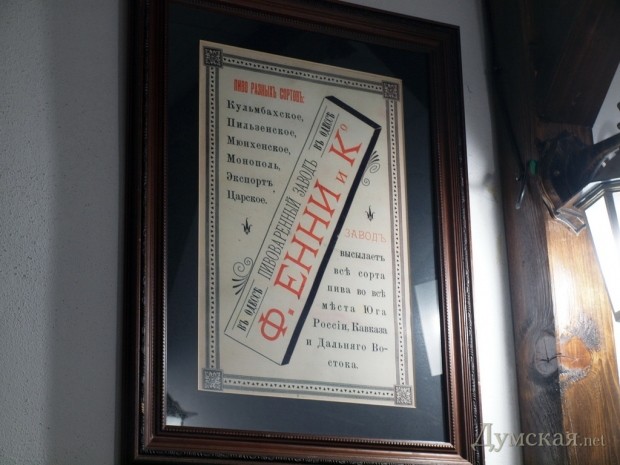 Пиво разныхъ сортовъ:
Кульмбахское,
Пильзенское,
Мюнхенское,
Монополь,
Экспортъ
Царское.
въ Одессѣ Пивоваренный заводъ въ Одессѣ
Ф. ЕННИ и Ко
ЗАВОДЪ
высылаетъ
всѣ сорта
пива во всѣ
мѣста Юга
Россіи, Кавказа
и Дальняго Во-
стока.
Думская.net